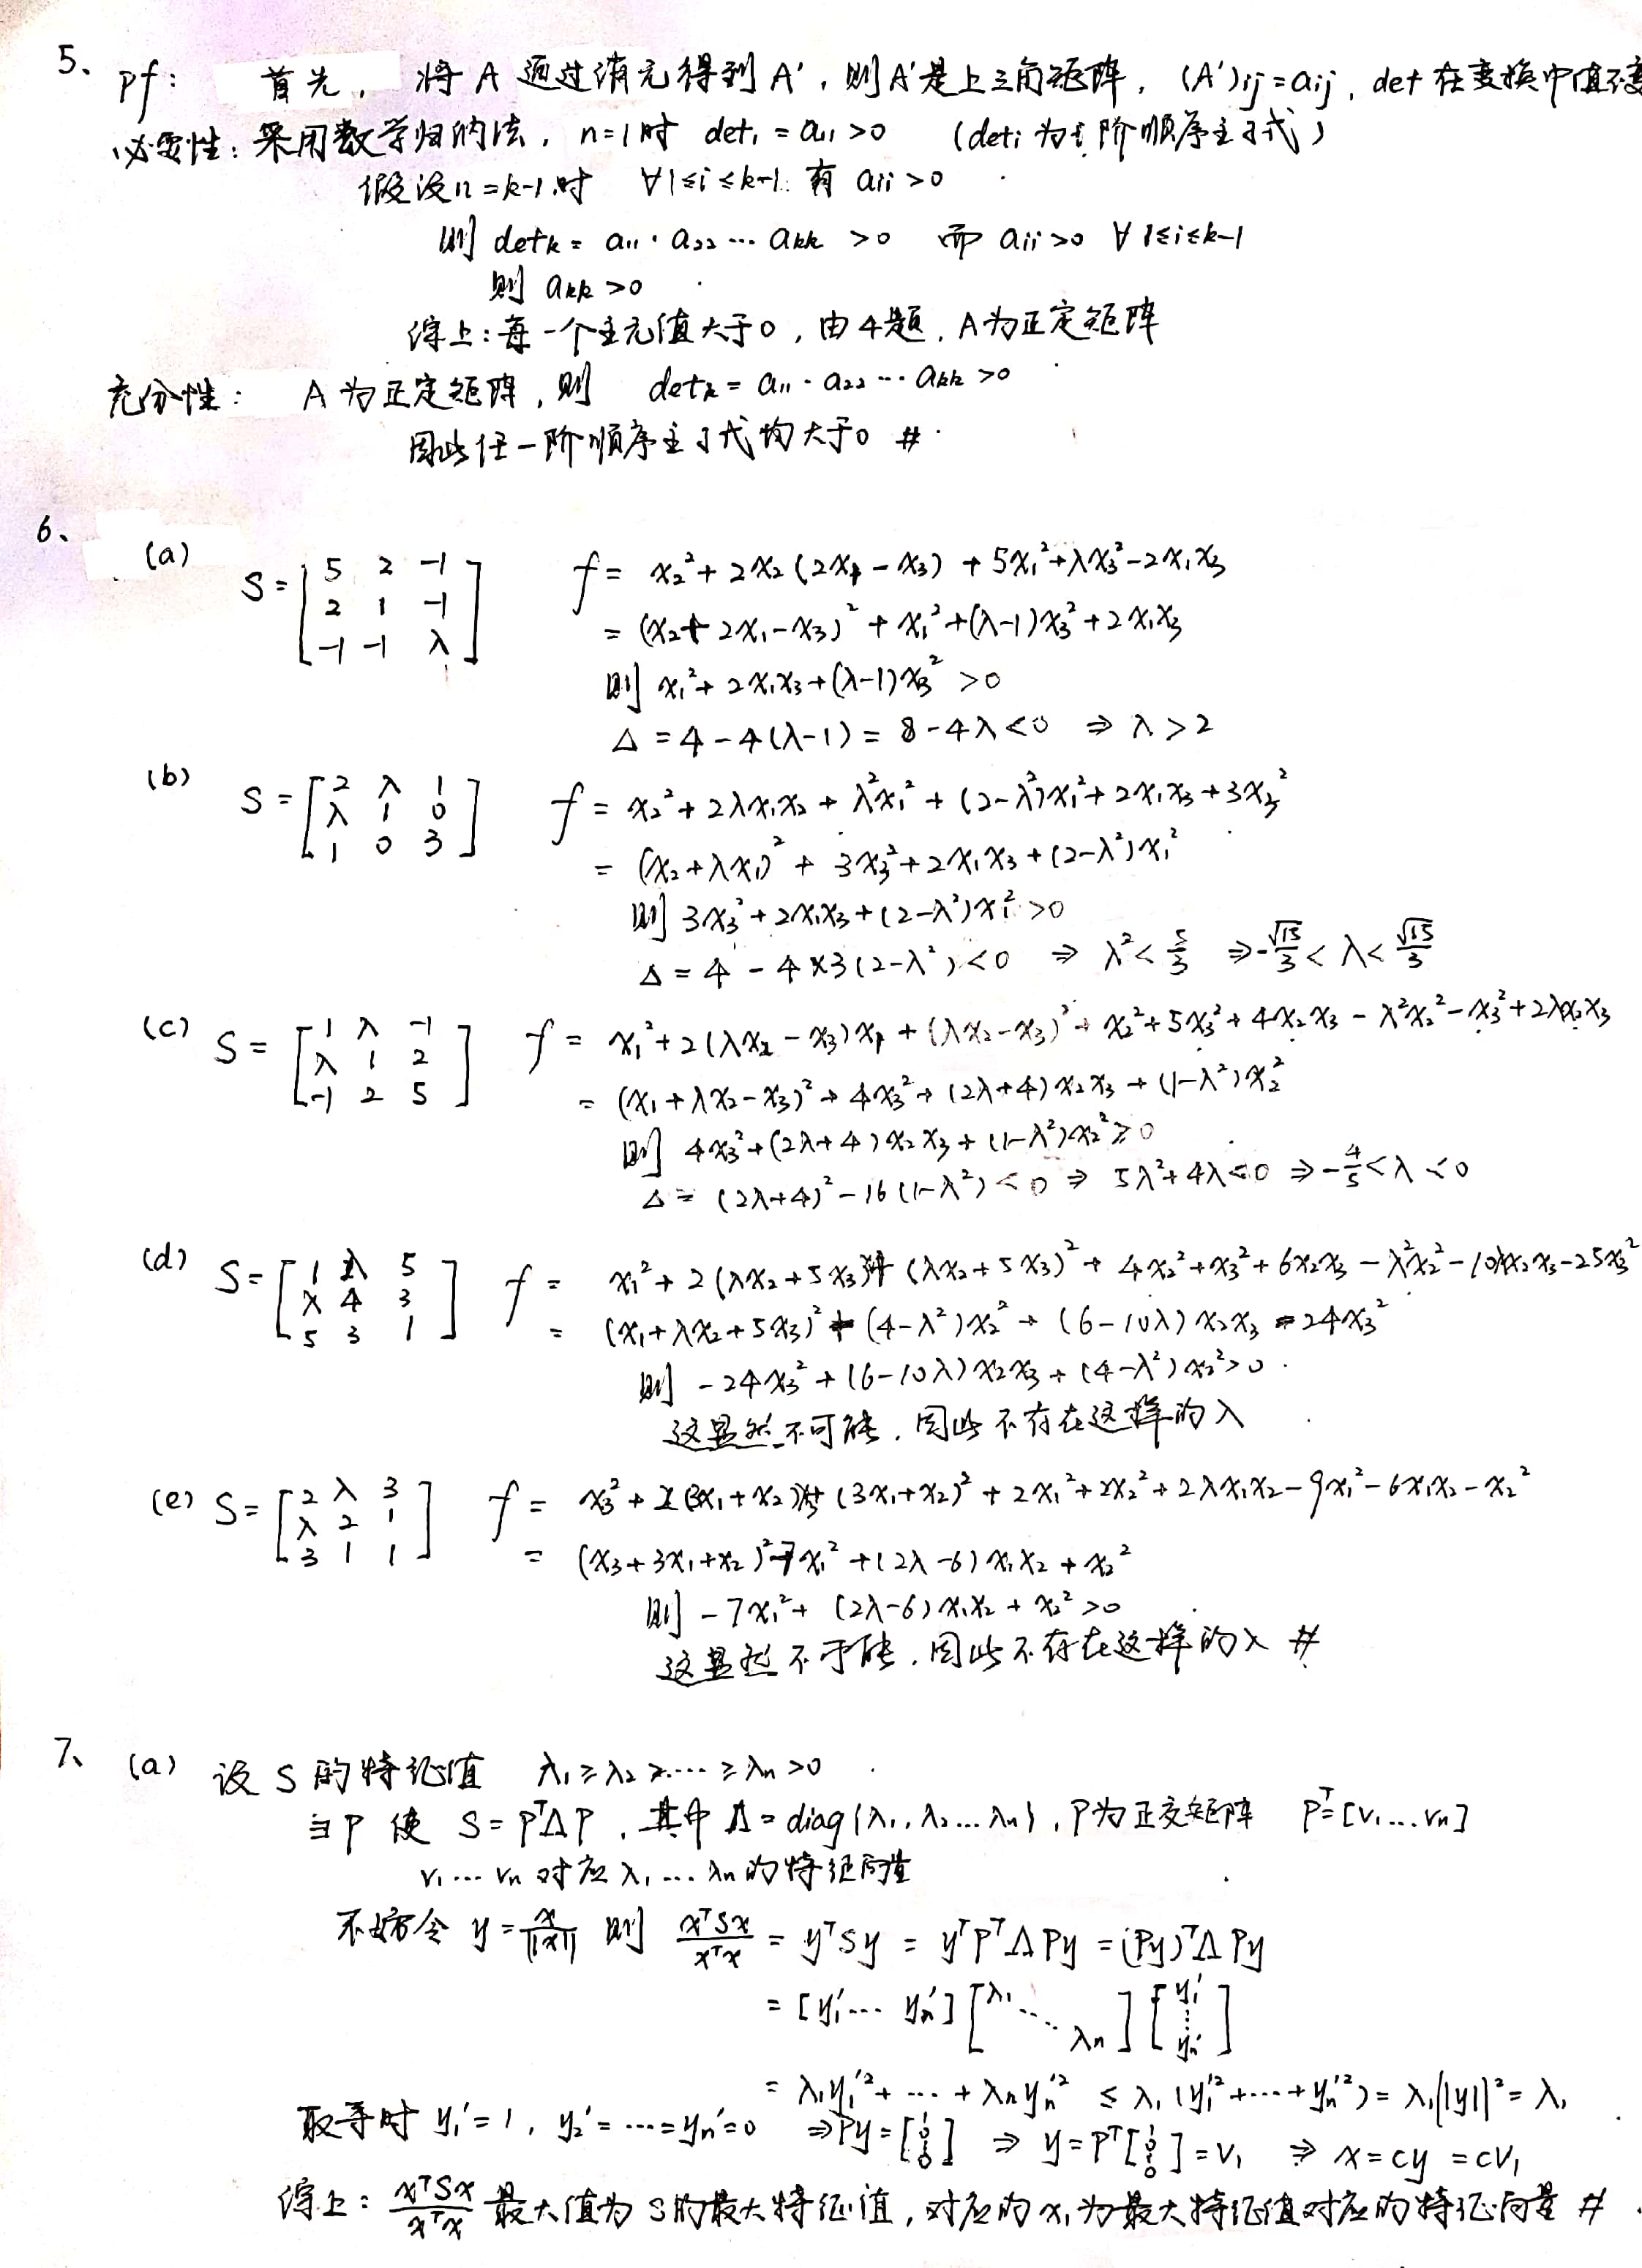 5、pf： 首先，将 A 通过消元得到 A'，则A'是上三角矩阵，(A')ij = aij，det 在变换中值不变
必要性：采用数学归纳法，n=1时 det₁ = a₁₁ >0 （detᵢ 为 i 阶顺序主子式）
假设n=k-1时 ∀1≤i≤k-1 有 aᵢᵢ>0
则 detₖ = a₁₁·a₂₂…aₖₖ >0 而 aᵢᵢ>0 ∀1≤i≤k-1
则 aₖₖ>0
综上：每一个主元值大于0，由4题，A为正定矩阵
充分性： A为正定矩阵，则 detₖ = a₁₁·a₂₂…aₖₖ>0
因此任一阶顺序主子式均大于0 #
6、
(a) S = [5 2 -1; 2 1 -1; -1 -1 λ] f = x₂²+2x₂(2x₁-x₃)+5x₁²+λx₃²-2x₁x₃
= (x₂+2x₁-x₃)²+x₁²+(λ-1)x₃²+2x₁x₃
则 x₁²+2x₁x₃+(λ-1)x₃²>0
Δ = 4-4(λ-1) = 8-4λ<0 ⇒ λ>2
(b) S = [2 λ 1; λ 1 0; 1 0 3] f = x₂²+2λx₁x₂+λ²x₁²+(2-λ²)x₁²+2x₁x₃+3x₃²
= (x₂+λx₁)²+3x₃²+2x₁x₃+(2-λ²)x₁²
则 3x₃²+2x₁x₃+(2-λ²)x₁²>0
Δ = 4-4×3(2-λ²)<0 ⇒ λ²<5/3 ⇒ -√15/3<λ<√15/3
(c) S = [1 λ -1; λ 1 2; -1 2 5] f = x₁²+2(λx₂-x₃)x₁+(λx₂-x₃)²+x₂²+5x₃²+4x₂x₃-λ²x₂²-x₃²+2λx₂x₃
= (x₁+λx₂-x₃)²+4x₃²+(2λ+4)x₂x₃+(1-λ²)x₂²
则 4x₃²+(2λ+4)x₂x₃+(1-λ²)x₂²>0
Δ = (2λ+4)²-16(1-λ²)<0 ⇒ 5λ²+4λ<0 ⇒ -4/5<λ<0
(d) S = [1 λ 5; λ 4 3; 5 3 1] f = x₁²+2(λx₂+5x₃)x₁+(λx₂+5x₃)²+4x₂²+x₃²+6x₂x₃-λ²x₂²-10λx₂x₃-25x₃²
= (x₁+λx₂+5x₃)²+(4-λ²)x₂²+(6-10λ)x₂x₃-24x₃²
则 -24x₃²+(6-10λ)x₂x₃+(4-λ²)x₂²>0
这显然不可能，因此不存在这样的λ
(e) S = [2 λ 3; λ 2 1; 3 1 1] f = x₃²+2(3x₁+x₂)x₃+(3x₁+x₂)²+2x₁²+2x₂²+2λx₁x₂-9x₁²-6x₁x₂-x₂²
= (x₃+3x₁+x₂)²-7x₁²+(2λ-6)x₁x₂+x₂²
则 -7x₁²+(2λ-6)x₁x₂+x₂²>0
这显然不可能，因此不存在这样的λ #
7、(a) 设 S 的特征值 λ₁≥λ₂≥…≥λn>0
∃P 使 S=PᵀΛP，其中 Λ=diag(λ₁,λ₂…λn)，P为正交矩阵 Pᵀ=[v₁…vn]
v₁…vn 对应 λ₁…λn的特征向量
不妨令 y=x/||x|| 则 xᵀSx/xᵀx = yᵀSy = yᵀPᵀΛPy = (Py)ᵀΛPy
= [y₁'… yn'] [λ₁ ⋱ λn] [y₁' ⋮ yn']
= λ₁y₁'²+…+λnyn'² ≤ λ₁(y₁'²+…+yn'²) = λ₁||y||² = λ₁
取等时 y₁'=1，y₂'=…=yn'=0 ⇒Py=[1 ⋮ 0] ⇒ y=Pᵀ[1 ⋮ 0]=v₁ ⇒ x=cy=cv₁
综上：xᵀSx/xᵀx 最大值为 S的最大特征值，对应的 x₁为最大特征值对应的特征向量 #